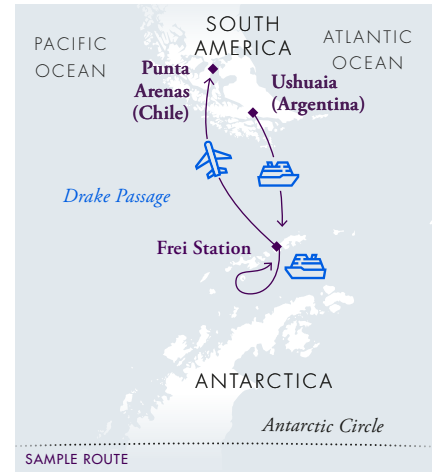 SOUTH
AMERICA
PACIFIC
OCEAN
ATLANTIC
OCEAN
Punta
Arenas
(Chile)
Ushuaia
(Argentina)
Drake Passage
Frei Station
ANTARCTICA
Antarctic Circle
SAMPLE ROUTE